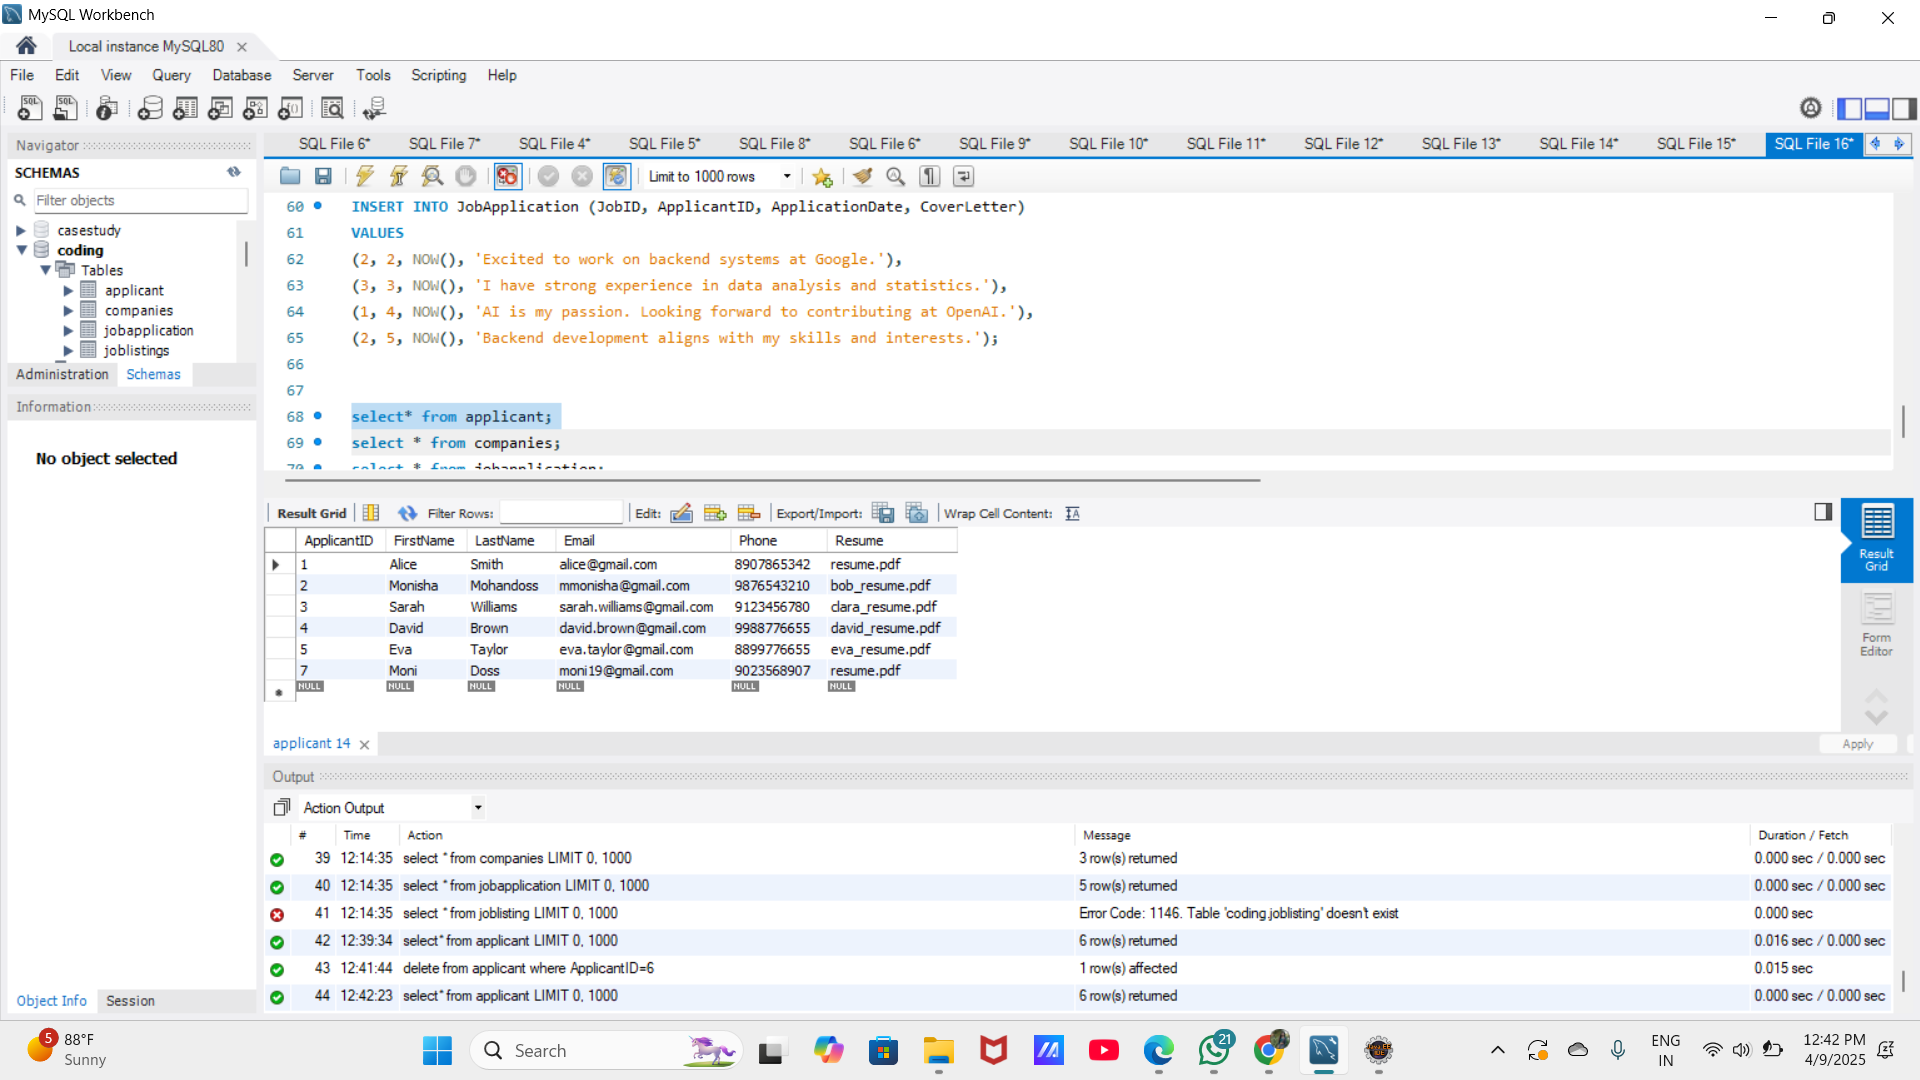 MySQL Workbench
Local instance MySQL80
File Edit View Query Database Server Tools Scripting Help
Navigator
SCHEMAS
Filter objects
casestudy
coding
Tables
applicant
companies
jobapplication
joblistings
Administration Schemas
Information
No object selected
Object Info Session
SQL File 6* SQL File 7* SQL File 4* SQL File 5* SQL File 8* SQL File 6* SQL File 9* SQL File 10* SQL File 11* SQL File 12* SQL File 13* SQL File 14* SQL File 15* SQL File 16*
Limit to 1000 rows
60 INSERT INTO JobApplication (JobID, ApplicantID, ApplicationDate, CoverLetter)
61 VALUES
62 (2, 2, NOW(), 'Excited to work on backend systems at Google.'),
63 (3, 3, NOW(), 'I have strong experience in data analysis and statistics.'),
64 (1, 4, NOW(), 'AI is my passion. Looking forward to contributing at OpenAI.'),
65 (2, 5, NOW(), 'Backend development aligns with my skills and interests.');
66
67
68 select* from applicant;
69 select * from companies;
70 select * from jobapplication;
Result Grid Filter Rows: Edit: Export/Import: Wrap Cell Content:
ApplicantID FirstName LastName Email Phone Resume
1 Alice Smith alice@gmail.com 8907865342 resume.pdf
2 Monisha Mohandoss mmonisha@gmail.com 9876543210 bob_resume.pdf
3 Sarah Williams sarah.williams@gmail.com 9123456780 clara_resume.pdf
4 David Brown david.brown@gmail.com 9988776655 david_resume.pdf
5 Eva Taylor eva.taylor@gmail.com 8899776655 eva_resume.pdf
7 Moni Doss moni19@gmail.com 9023568907 resume.pdf
NULL NULL NULL NULL NULL NULL
Result
Grid
Form
Editor
applicant 14
Apply
Output
Action Output
# Time Action Message Duration / Fetch
39 12:14:35 select * from companies LIMIT 0, 1000 3 row(s) returned 0.000 sec / 0.000 sec
40 12:14:35 select * from jobapplication LIMIT 0, 1000 5 row(s) returned 0.000 sec / 0.000 sec
41 12:14:35 select * from joblisting LIMIT 0, 1000 Error Code: 1146. Table 'coding.joblisting' doesn't exist 0.000 sec
42 12:39:34 select* from applicant LIMIT 0, 1000 6 row(s) returned 0.016 sec / 0.000 sec
43 12:41:44 delete from applicant where ApplicantID=6 1 row(s) affected 0.015 sec
44 12:42:23 select* from applicant LIMIT 0, 1000 6 row(s) returned 0.000 sec / 0.000 sec
5
88°F
Sunny
Search
21
ENG
IN
12:42 PM
4/9/2025